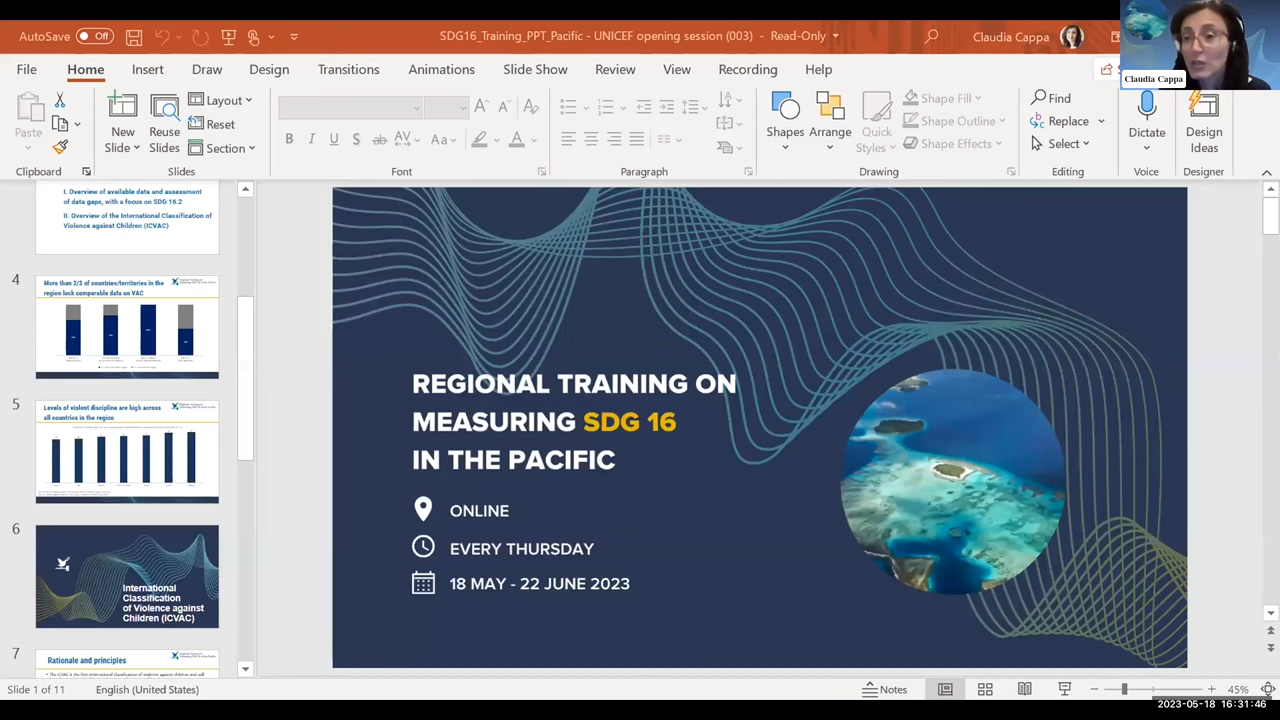 AutoSave Off
SDG16_Training_PPT_Pacific - UNICEF opening session (003) - Read-Only
Claudia Cappa
Claudia Cappa
File Home Insert Draw Design Transitions Animations Slide Show Review View Recording Help
Paste
Clipboard
New
Slide
Reuse
Slides
Layout
Reset
Section
Slides
B I U S ab AV Aa A
Font
Paragraph
Shapes
Arrange
Quick
Styles
Shape Fill
Shape Outline
Shape Effects
Drawing
Find
Replace
Select
Editing
Dictate
Voice
Design
Ideas
Designer
I. Overview of available data and assessment
of data gaps, with a focus on SDG 16.2
II. Overview of the International Classification of
Violence against Children (ICVAC)
4
More than 2/3 of countries/territories in the
region lack comparable data on VAC
5
Levels of violent discipline are high across
all countries in the region
6
International
Classification
of Violence against
Children (ICVAC)
7
Rationale and principles
REGIONAL TRAINING ON
MEASURING SDG 16
IN THE PACIFIC
ONLINE
EVERY THURSDAY
18 MAY - 22 JUNE 2023
Slide 1 of 11
English (United States)
Notes
45%
2023-05-18 16:31:46